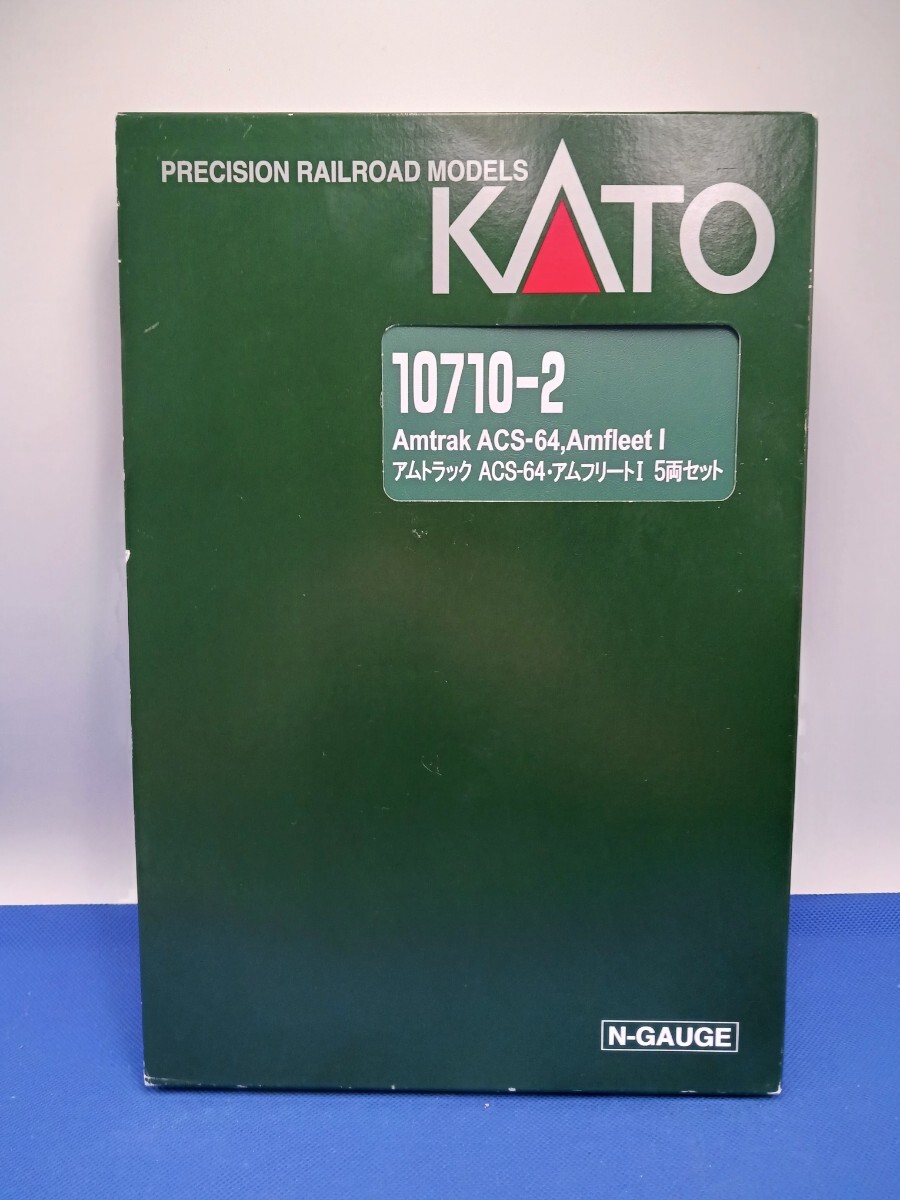 PRECISION RAILROAD MODELS
KATO
10710-2
Amtrak ACS-64,Amfleet I
アムトラック ACS-64・アムフリートI 5両セット
N-GAUGE